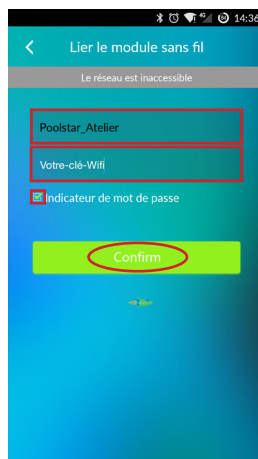 14:36
Lier le module sans fil
Le réseau est inaccessible
Poolstar_Atelier
Votre-clé-Wifi
Indicateur de mot de passe
Confirm